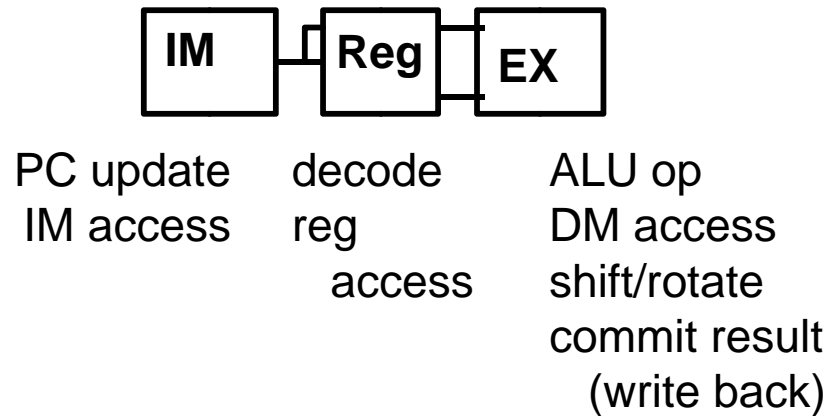 IM Reg EX
PC update decode ALU op
IM access reg DM access
access shift/rotate
commit result
(write back)